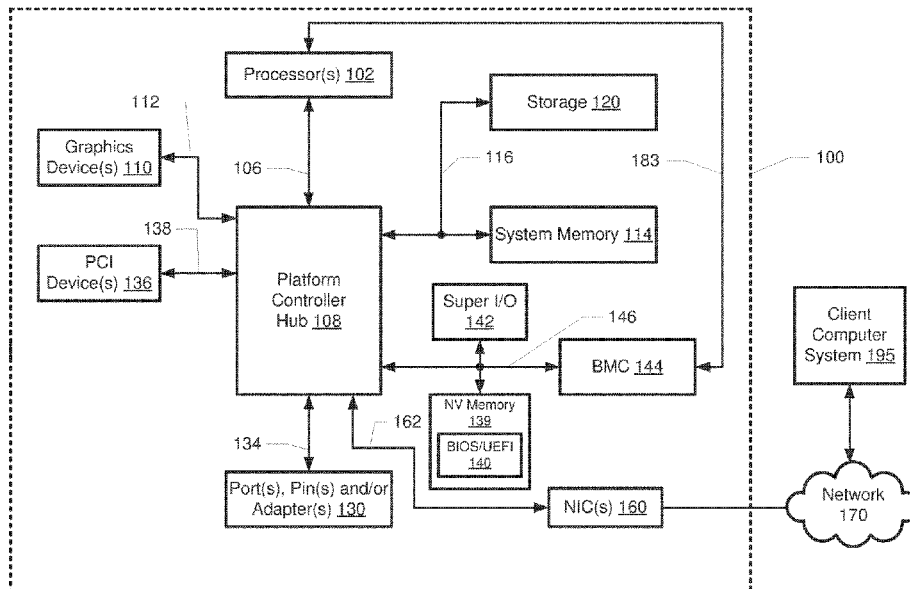 Processor(s) 102
112
Storage 120
Graphics
Device(s) 110
106
116
183
100
138
PCI
Device(s) 136
System Memory 114
Platform
Controller
Hub 108
Super I/O
142
146
BMC 144
Client
Computer
System 195
NV Memory
139
BIOS/UEFI
140
134
162
Port(s), Pin(s) and/or
Adapter(s) 130
NIC(s) 160
Network
170